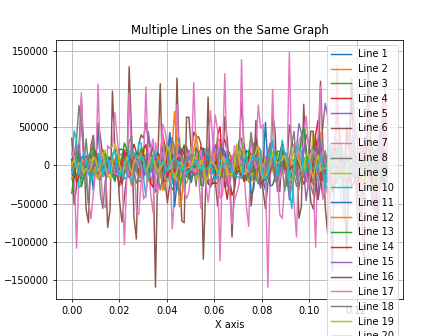 Multiple Lines on the Same Graph
150000
100000
50000
0
−50000
−100000
−150000
0.00
0.02
0.04
0.06
0.08
0.10
X axis
Line 1
Line 2
Line 3
Line 4
Line 5
Line 6
Line 7
Line 8
Line 9
Line 10
Line 11
Line 12
Line 13
Line 14
Line 15
Line 16
Line 17
Line 18
Line 19
Line 20